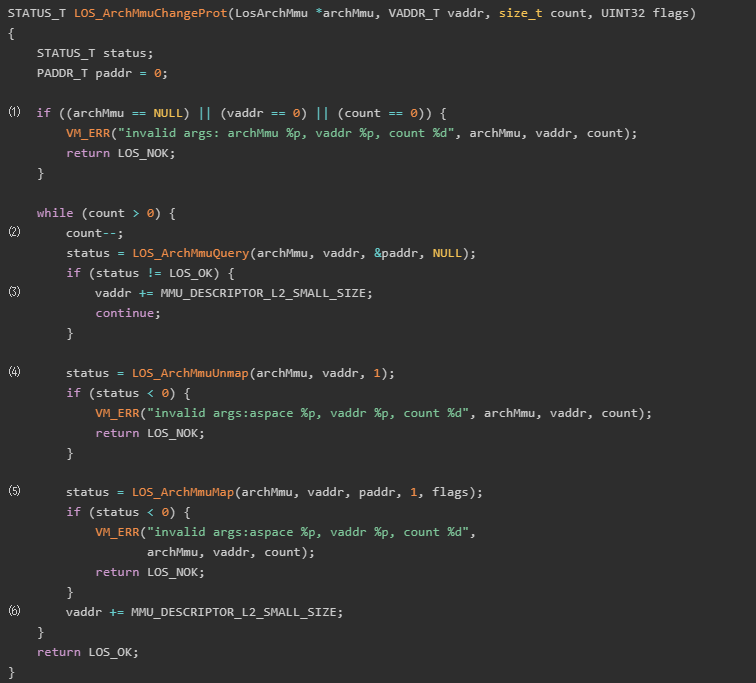 STATUS_T LOS_ArchMmuChangeProt(LosArchMmu *archMmu, VADDR_T vaddr, size_t count, UINT32 flags)
{
    STATUS_T status;
    PADDR_T paddr = 0;

⑴  if ((archMmu == NULL) || (vaddr == 0) || (count == 0)) {
        VM_ERR("invalid args: archMmu %p, vaddr %p, count %d", archMmu, vaddr, count);
        return LOS_NOK;
    }

    while (count > 0) {
⑵      count--;
        status = LOS_ArchMmuQuery(archMmu, vaddr, &paddr, NULL);
        if (status != LOS_OK) {
⑶          vaddr += MMU_DESCRIPTOR_L2_SMALL_SIZE;
            continue;
        }

⑷      status = LOS_ArchMmuUnmap(archMmu, vaddr, 1);
        if (status < 0) {
            VM_ERR("invalid args:aspace %p, vaddr %p, count %d", archMmu, vaddr, count);
            return LOS_NOK;
        }

⑸      status = LOS_ArchMmuMap(archMmu, vaddr, paddr, 1, flags);
        if (status < 0) {
            VM_ERR("invalid args:aspace %p, vaddr %p, count %d",
                   archMmu, vaddr, count);
            return LOS_NOK;
        }
⑹      vaddr += MMU_DESCRIPTOR_L2_SMALL_SIZE;
    }
    return LOS_OK;
}